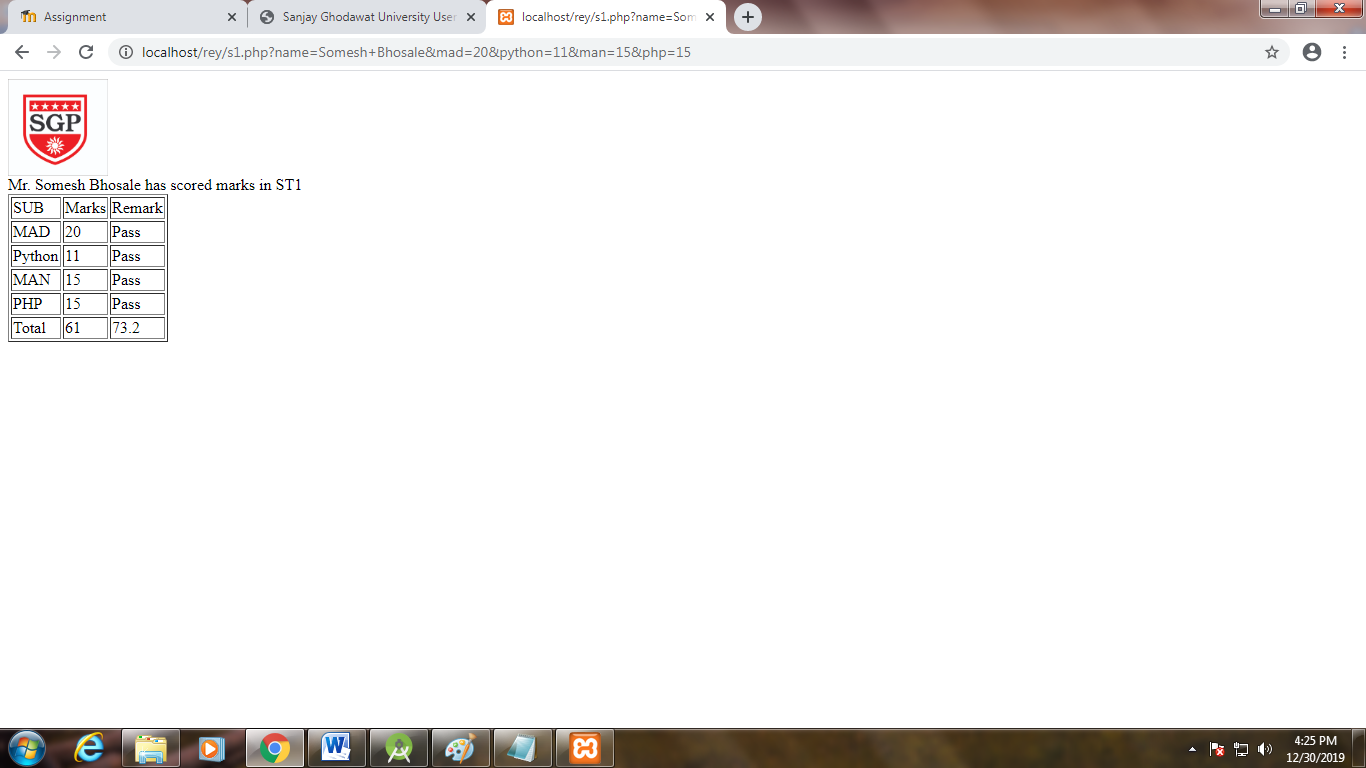 Assignment
Sanjay Ghodawat University User
localhost/rey/s1.php?name=Som
localhost/rey/s1.php?name=Somesh+Bhosale&mad=20&python=11&man=15&php=15
SGP
Mr. Somesh Bhosale has scored marks in ST1
SUB Marks Remark
MAD 20 Pass
Python 11 Pass
MAN 15 Pass
PHP 15 Pass
Total 61 73.2
4:25 PM
12/30/2019